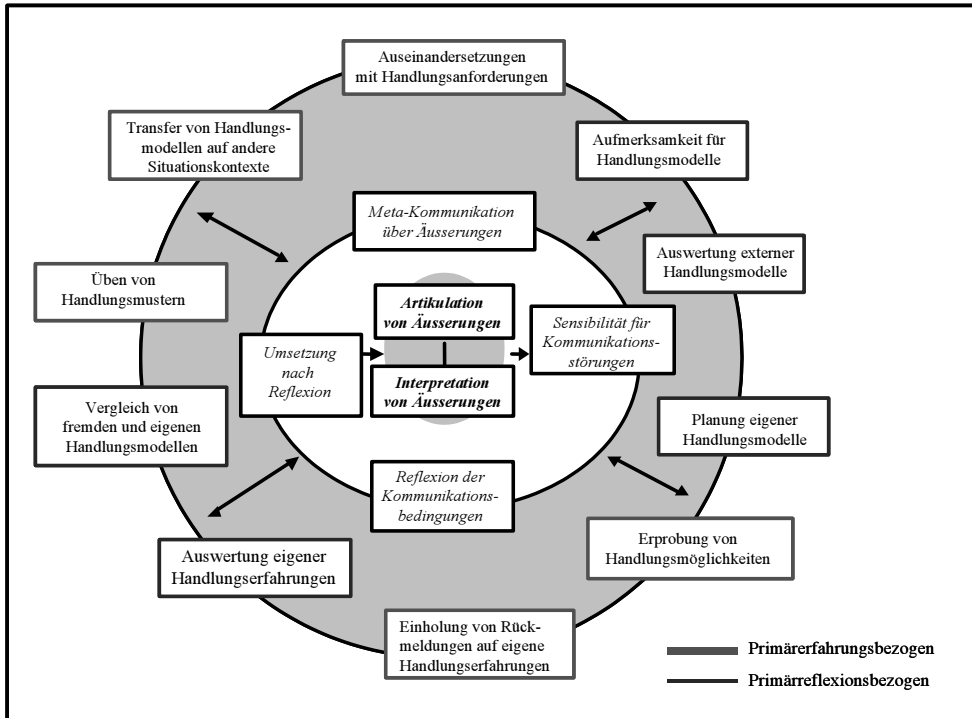 Auseinandersetzungen
mit Handlungsanforderungen
Transfer von Handlungs-
modellen auf andere
Situationskontexte
Aufmerksamkeit für
Handlungsmodelle
Meta-Kommunikation
über Äusserungen
Auswertung externer
Handlungsmodelle
Üben von
Handlungsmustern
Artikulation
von Äusserungen
Sensibilität für
Kommunikations-
störungen
Umsetzung
nach
Reflexion
Interpretation
von Äusserungen
Vergleich von
fremden und eigenen
Handlungsmodellen
Planung eigener
Handlungsmodelle
Reflexion der
Kommunikations-
bedingungen
Auswertung eigener
Handlungserfahrungen
Erprobung von
Handlungsmöglichkeiten
Einholung von Rück-
meldungen auf eigene
Handlungserfahrungen
Primärerfahrungsbezogen
Primärreflexionsbezogen